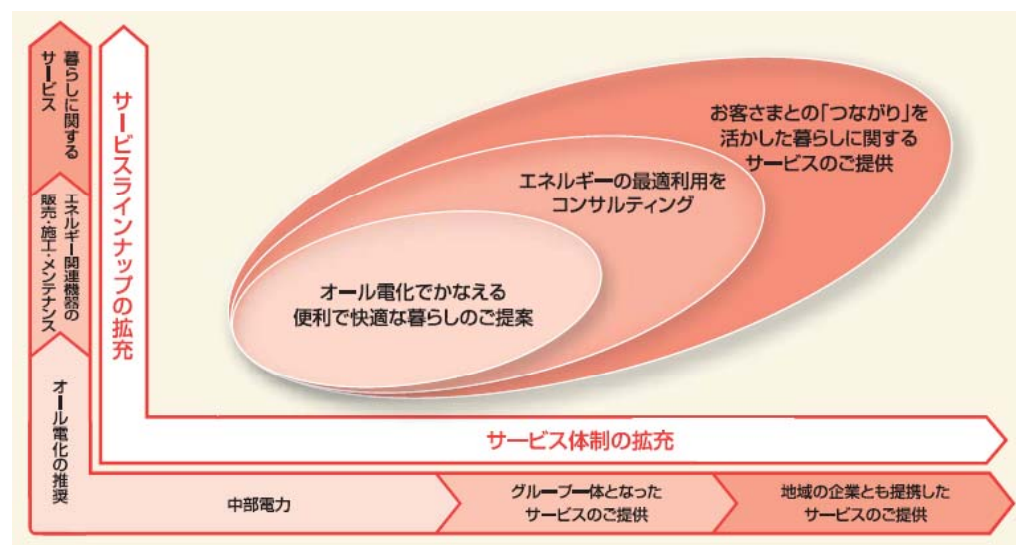 暮らしに関する
サービス
エネルギー関連機器の
販売・施工・メンテナンス
オール電化の推奨
サービスラインナップの拡充
お客さまとの「つながり」を
活かした暮らしに関する
サービスのご提供
エネルギーの最適利用を
コンサルティング
オール電化でかなえる
便利で快適な暮らしのご提案
サービス体制の拡充
中部電力
グループ一体となった
サービスのご提供
地域の企業とも提携した
サービスのご提供